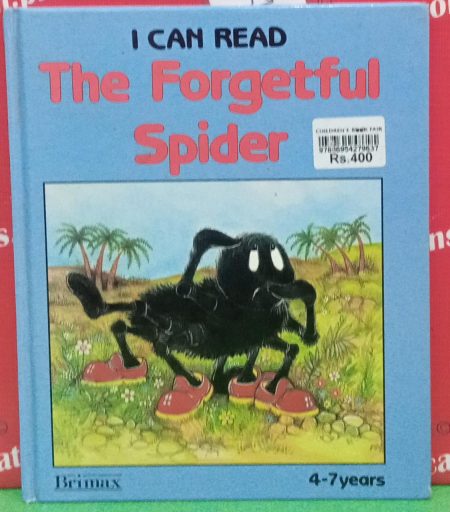 I CAN READ
The Forgetful
Spider
CHILDREN'S BOOK FAIR
Rs.400
Brimax
4-7years